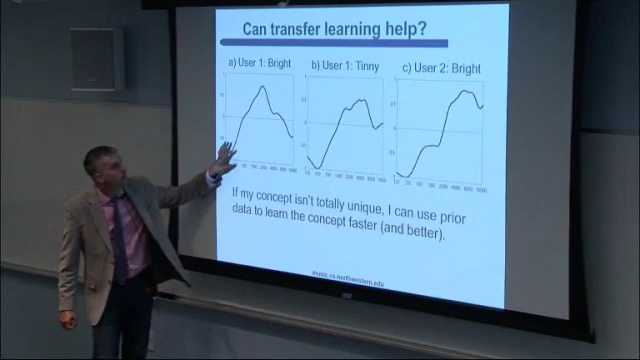 Can transfer learning help?
a) User 1: Bright
b) User 1: Tinny
c) User 2: Bright
If my concept isn't totally unique, I can use prior
data to learn the concept faster (and better).
music.cs.northwestern.edu